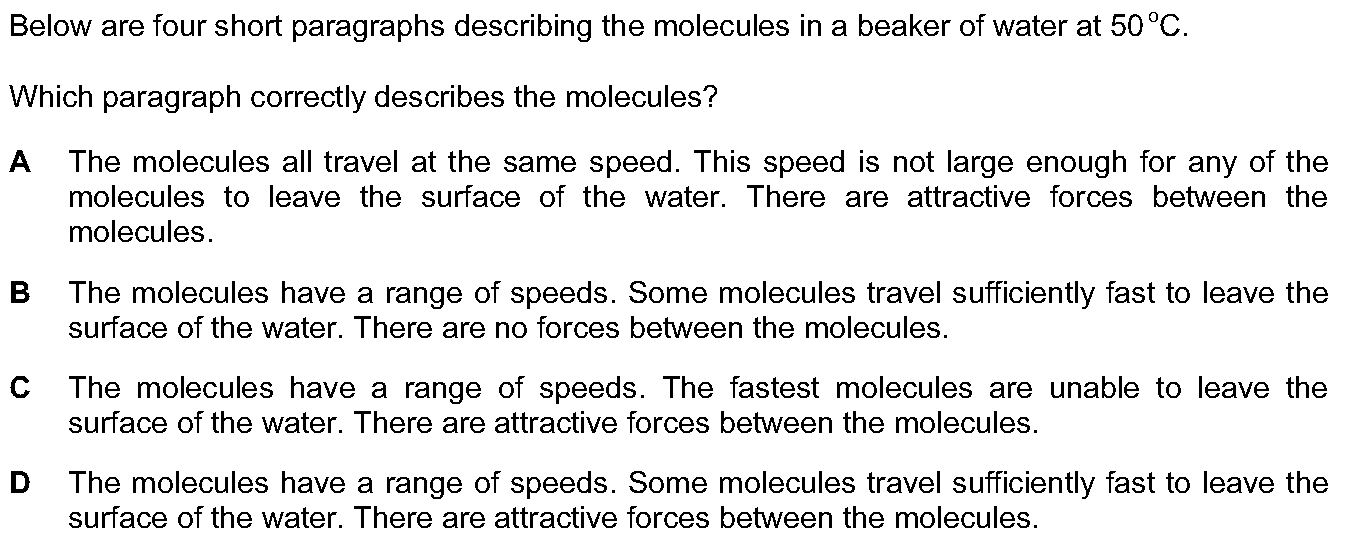 Below are four short paragraphs describing the molecules in a beaker of water at 50 °C.
Which paragraph correctly describes the molecules?
A The molecules all travel at the same speed. This speed is not large enough for any of the
molecules to leave the surface of the water. There are attractive forces between the
molecules.
B The molecules have a range of speeds. Some molecules travel sufficiently fast to leave the
surface of the water. There are no forces between the molecules.
C The molecules have a range of speeds. The fastest molecules are unable to leave the
surface of the water. There are attractive forces between the molecules.
D The molecules have a range of speeds. Some molecules travel sufficiently fast to leave the
surface of the water. There are attractive forces between the molecules.